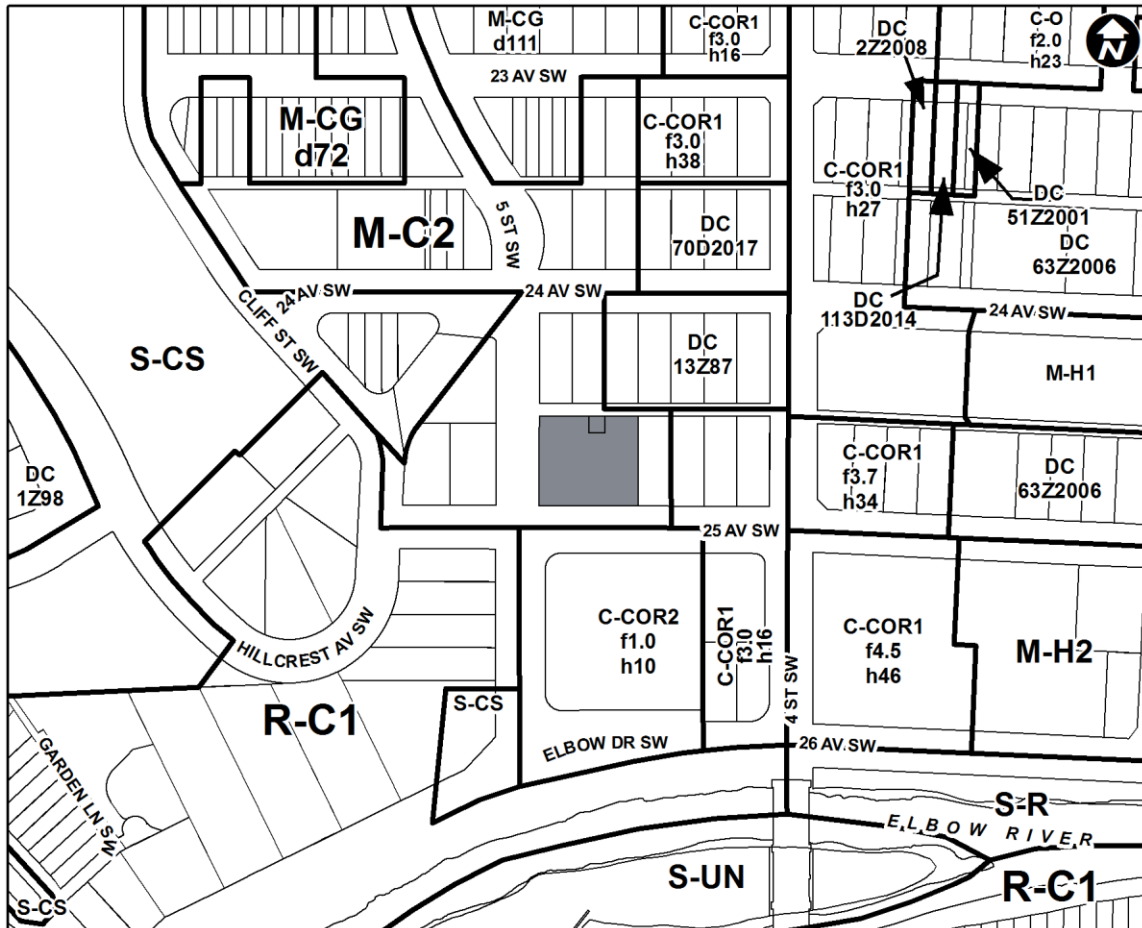 M-CG
d111
C-COR1
f3.0
h16
DC
2Z2008
C-O
f2.0
h23
N
23 AV SW
M-CG
d72
C-COR1
f3.0
h38
C-COR1
f3.0
h27
DC
51Z2001
DC
63Z2006
M-C2
5 ST SW
DC
70D2017
24 AV SW
24 AV SW
DC
113D2014
24 AV SW
CLIFF ST SW
S-CS
DC
13Z87
M-H1
DC
1Z98
C-COR1
f3.7
h34
DC
63Z2006
25 AV SW
HILLCREST AV SW
C-COR2
f1.0
h10
C-COR1
f3.0
h16
C-COR1
f4.5
h46
M-H2
4 ST SW
R-C1
S-CS
ELBOW DR SW
26 AV SW
GARDEN LN SW
S-R
ELBOW RIVER
S-UN
R-C1
S-CS